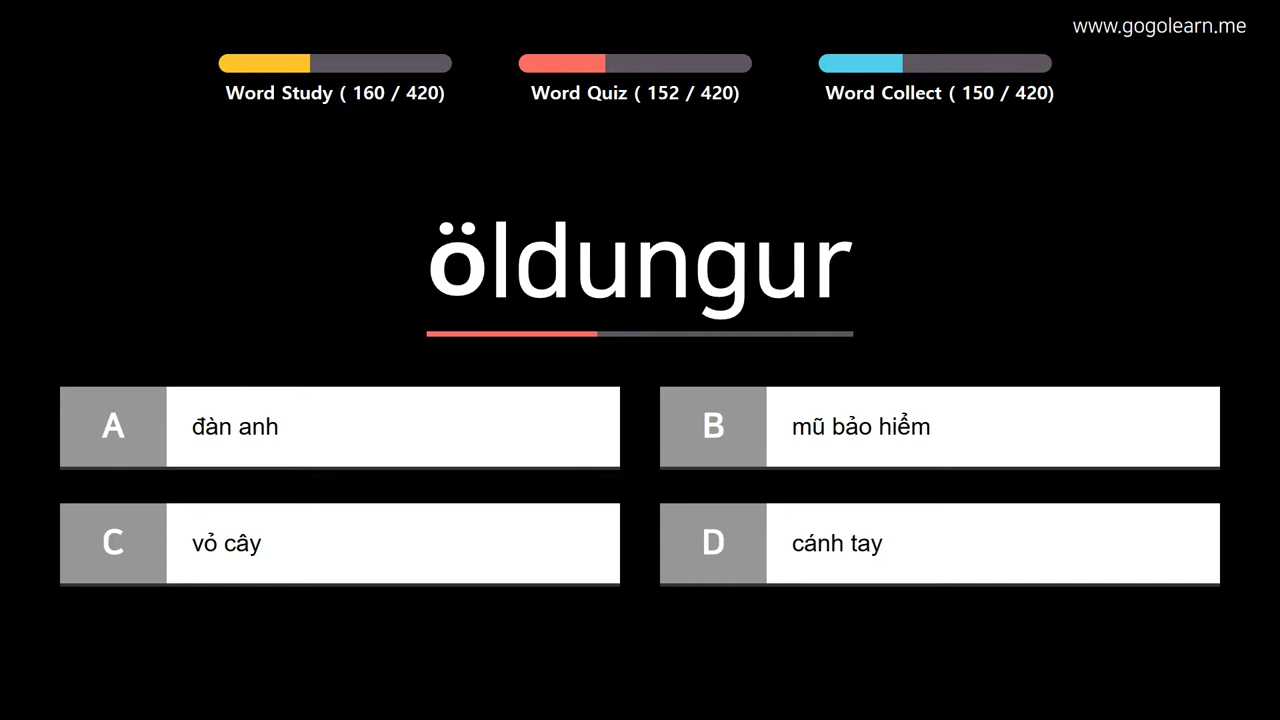 www.gogolearn.me
Word Study ( 160 / 420)
Word Quiz ( 152 / 420)
Word Collect ( 150 / 420)
öldungur
A đàn anh
B mũ bảo hiểm
C vỏ cây
D cánh tay